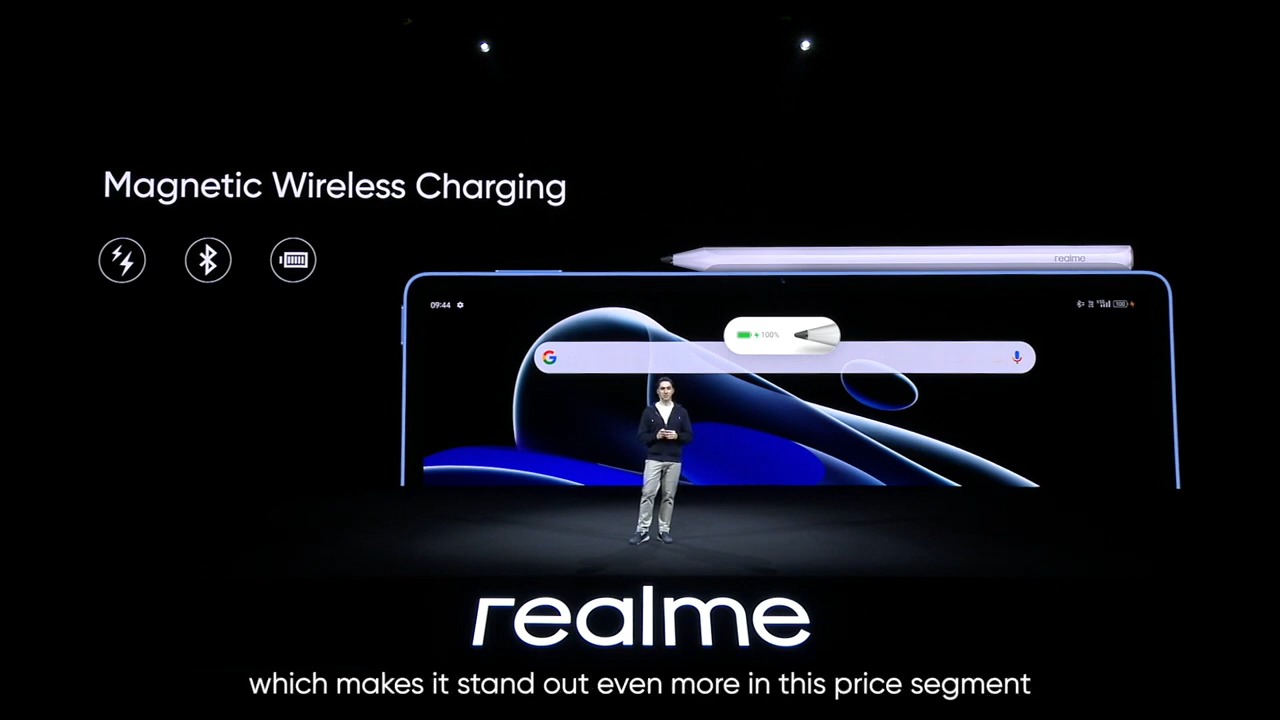 Magnetic Wireless Charging
realme
09:44
100
100%
realme
which makes it stand out even more in this price segment